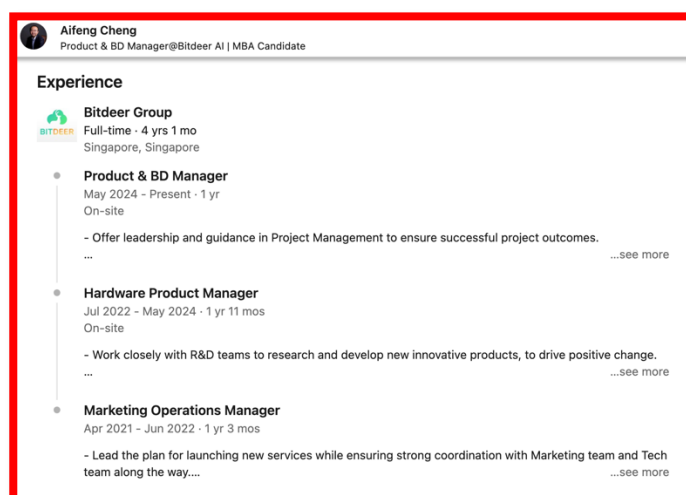 Aifeng Cheng
Product & BD Manager@Bitdeer AI | MBA Candidate
Experience
BITDEER
Bitdeer Group
Full-time · 4 yrs 1 mo
Singapore, Singapore
Product & BD Manager
May 2024 - Present · 1 yr
On-site
- Offer leadership and guidance in Project Management to ensure successful project outcomes.
... ...see more
Hardware Product Manager
Jul 2022 - May 2024 · 1 yr 11 mos
On-site
- Work closely with R&D teams to research and develop new innovative products, to drive positive change.
... ...see more
Marketing Operations Manager
Apr 2021 - Jun 2022 · 1 yr 3 mos
- Lead the plan for launching new services while ensuring strong coordination with Marketing team and Tech
team along the way.... ...see more